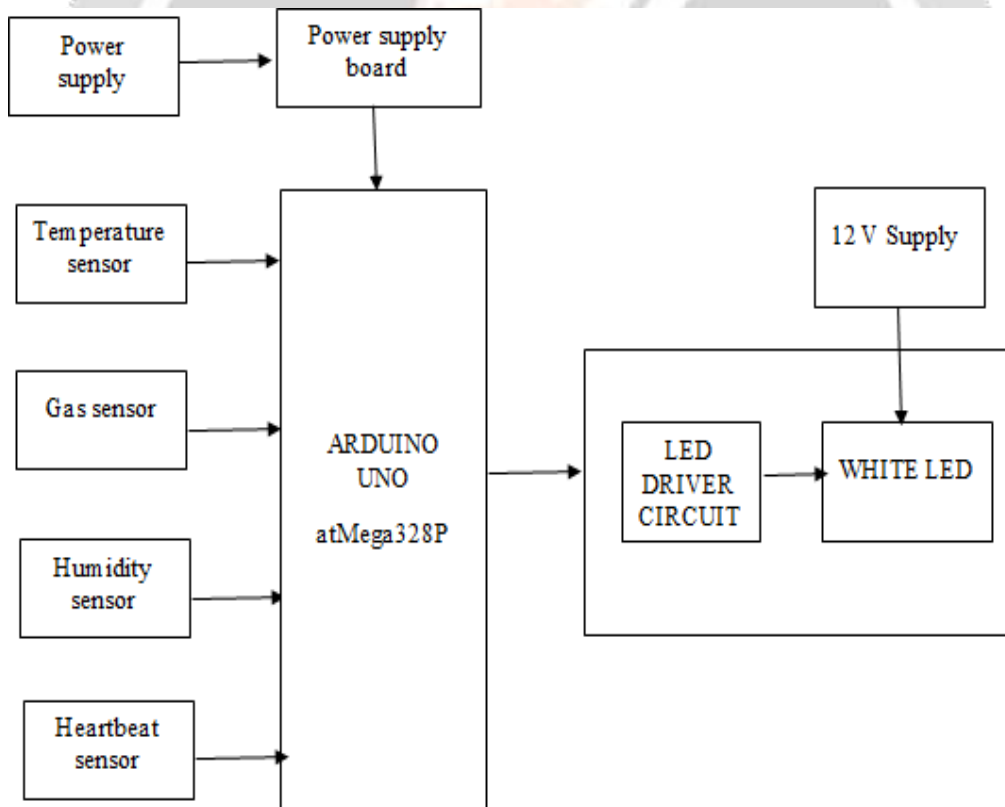 Power
supply
Power supply
board
Temperature
sensor
12 V Supply
Gas sensor
ARDUINO
UNO
atMega328P
LED
DRIVER
CIRCUIT
WHITE LED
Humidity
sensor
Heartbeat
sensor